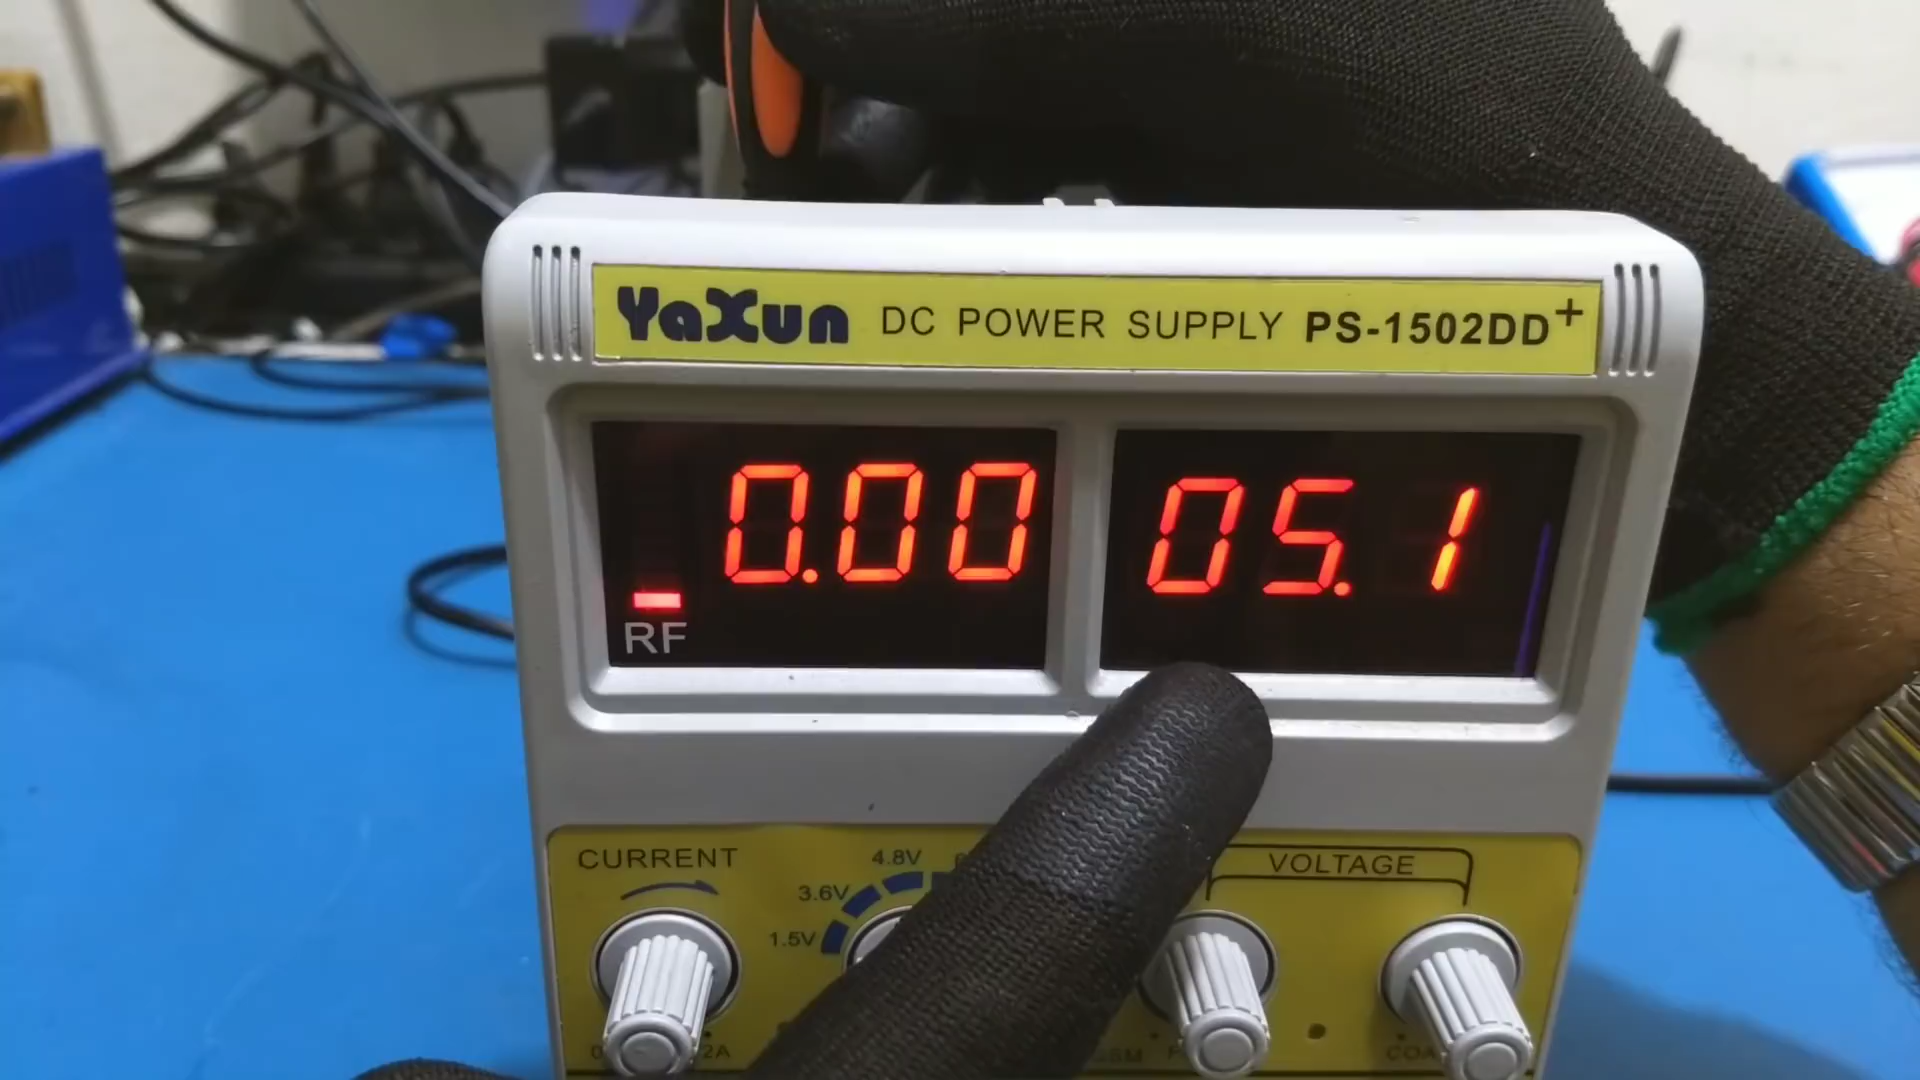 YaXun DC POWER SUPPLY PS-1502DD+
0.00 05.1
RF
CURRENT
4.8V
3.6V
1.5V
VOLTAGE
2A